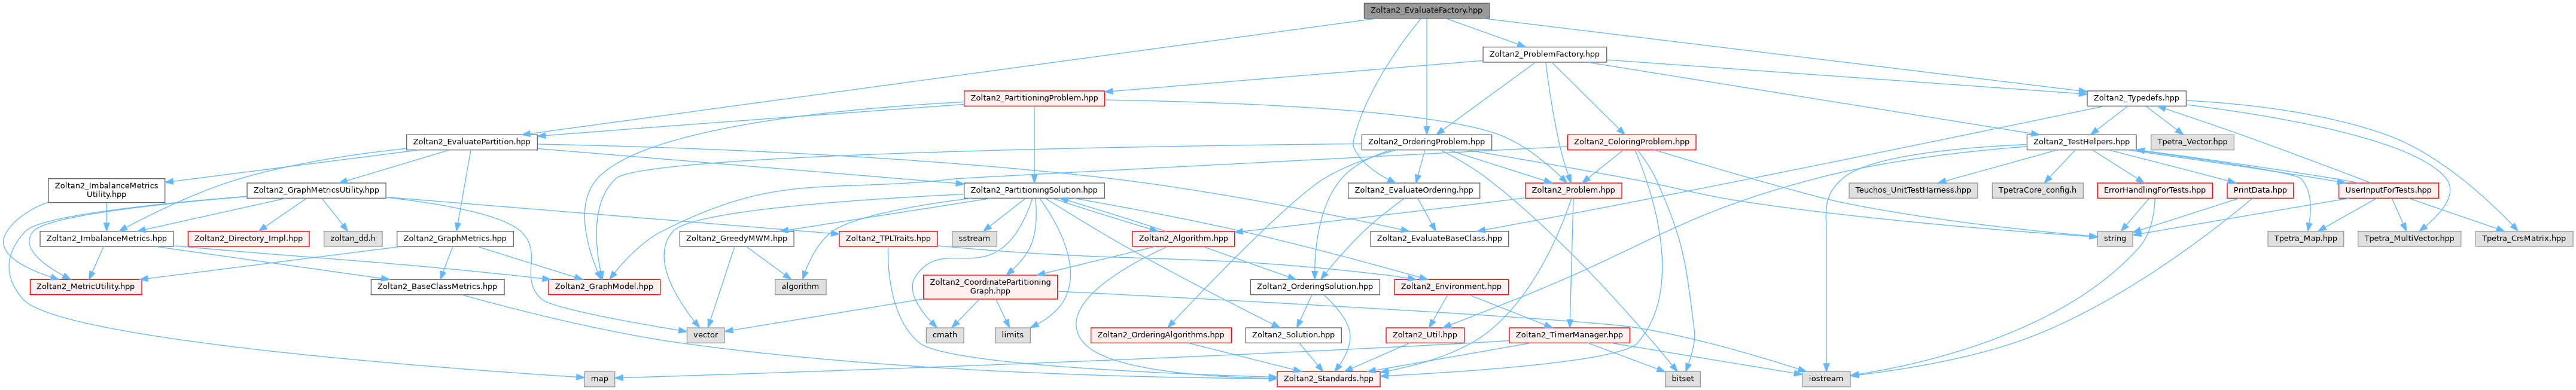 Zoltan2_EvaluateFactory.hpp
Zoltan2_ProblemFactory.hpp
Zoltan2_PartitioningProblem.hpp
Zoltan2_Typedefs.hpp
Zoltan2_EvaluatePartition.hpp
Zoltan2_OrderingProblem.hpp
Zoltan2_ColoringProblem.hpp
Zoltan2_TestHelpers.hpp
Tpetra_Vector.hpp
Zoltan2_ImbalanceMetrics
Utility.hpp
Zoltan2_GraphMetricsUtility.hpp
Zoltan2_PartitioningSolution.hpp
Zoltan2_EvaluateOrdering.hpp
Zoltan2_Problem.hpp
Teuchos_UnitTestHarness.hpp
TpetraCore_config.h
ErrorHandlingForTests.hpp
PrintData.hpp
UserInputForTests.hpp
Zoltan2_ImbalanceMetrics.hpp
Zoltan2_Directory_Impl.hpp
zoltan_dd.h
Zoltan2_GraphMetrics.hpp
Zoltan2_GreedyMWM.hpp
Zoltan2_TPLTraits.hpp
sstream
Zoltan2_Algorithm.hpp
Zoltan2_EvaluateBaseClass.hpp
string
Tpetra_Map.hpp
Tpetra_MultiVector.hpp
Tpetra_CrsMatrix.hpp
Zoltan2_MetricUtility.hpp
Zoltan2_BaseClassMetrics.hpp
Zoltan2_GraphModel.hpp
algorithm
Zoltan2_CoordinatePartitioning
Graph.hpp
Zoltan2_OrderingSolution.hpp
Zoltan2_Environment.hpp
vector
cmath
limits
Zoltan2_OrderingAlgorithms.hpp
Zoltan2_Solution.hpp
Zoltan2_Util.hpp
Zoltan2_TimerManager.hpp
map
Zoltan2_Standards.hpp
bitset
iostream